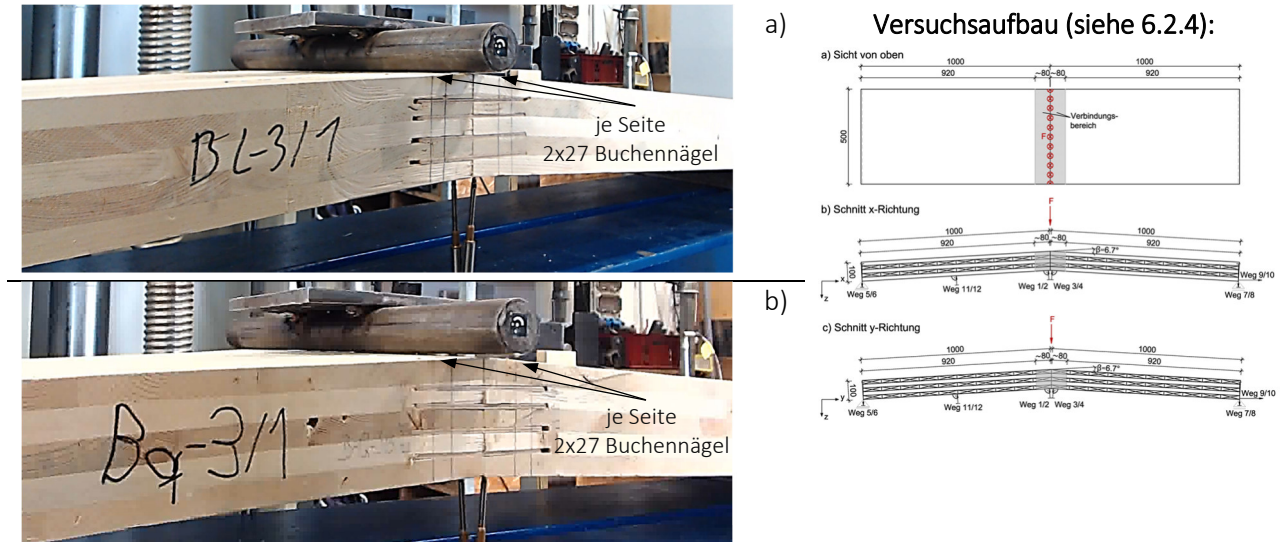 BL-3/1
je Seite
2x27 Buchennägel
a)
Bq-3/1
je Seite
2x27 Buchennägel
b)
Versuchsaufbau (siehe 6.2.4):
a) Sicht von oben
1000 1000
920 ~80 ~80 920
500
F
Verbindungs-
bereich
b) Schnitt x-Richtung
F
1000 1000
920 ~80 ~80 920
β~6.7°
100
x
z
Weg 5/6
Weg 11/12
Weg 1/2
Weg 3/4
Weg 9/10
Weg 7/8
c) Schnitt y-Richtung
F
1000 1000
920 ~80 ~80 920
β~6.7°
100
y
z
Weg 5/6
Weg 11/12
Weg 1/2
Weg 3/4
Weg 9/10
Weg 7/8